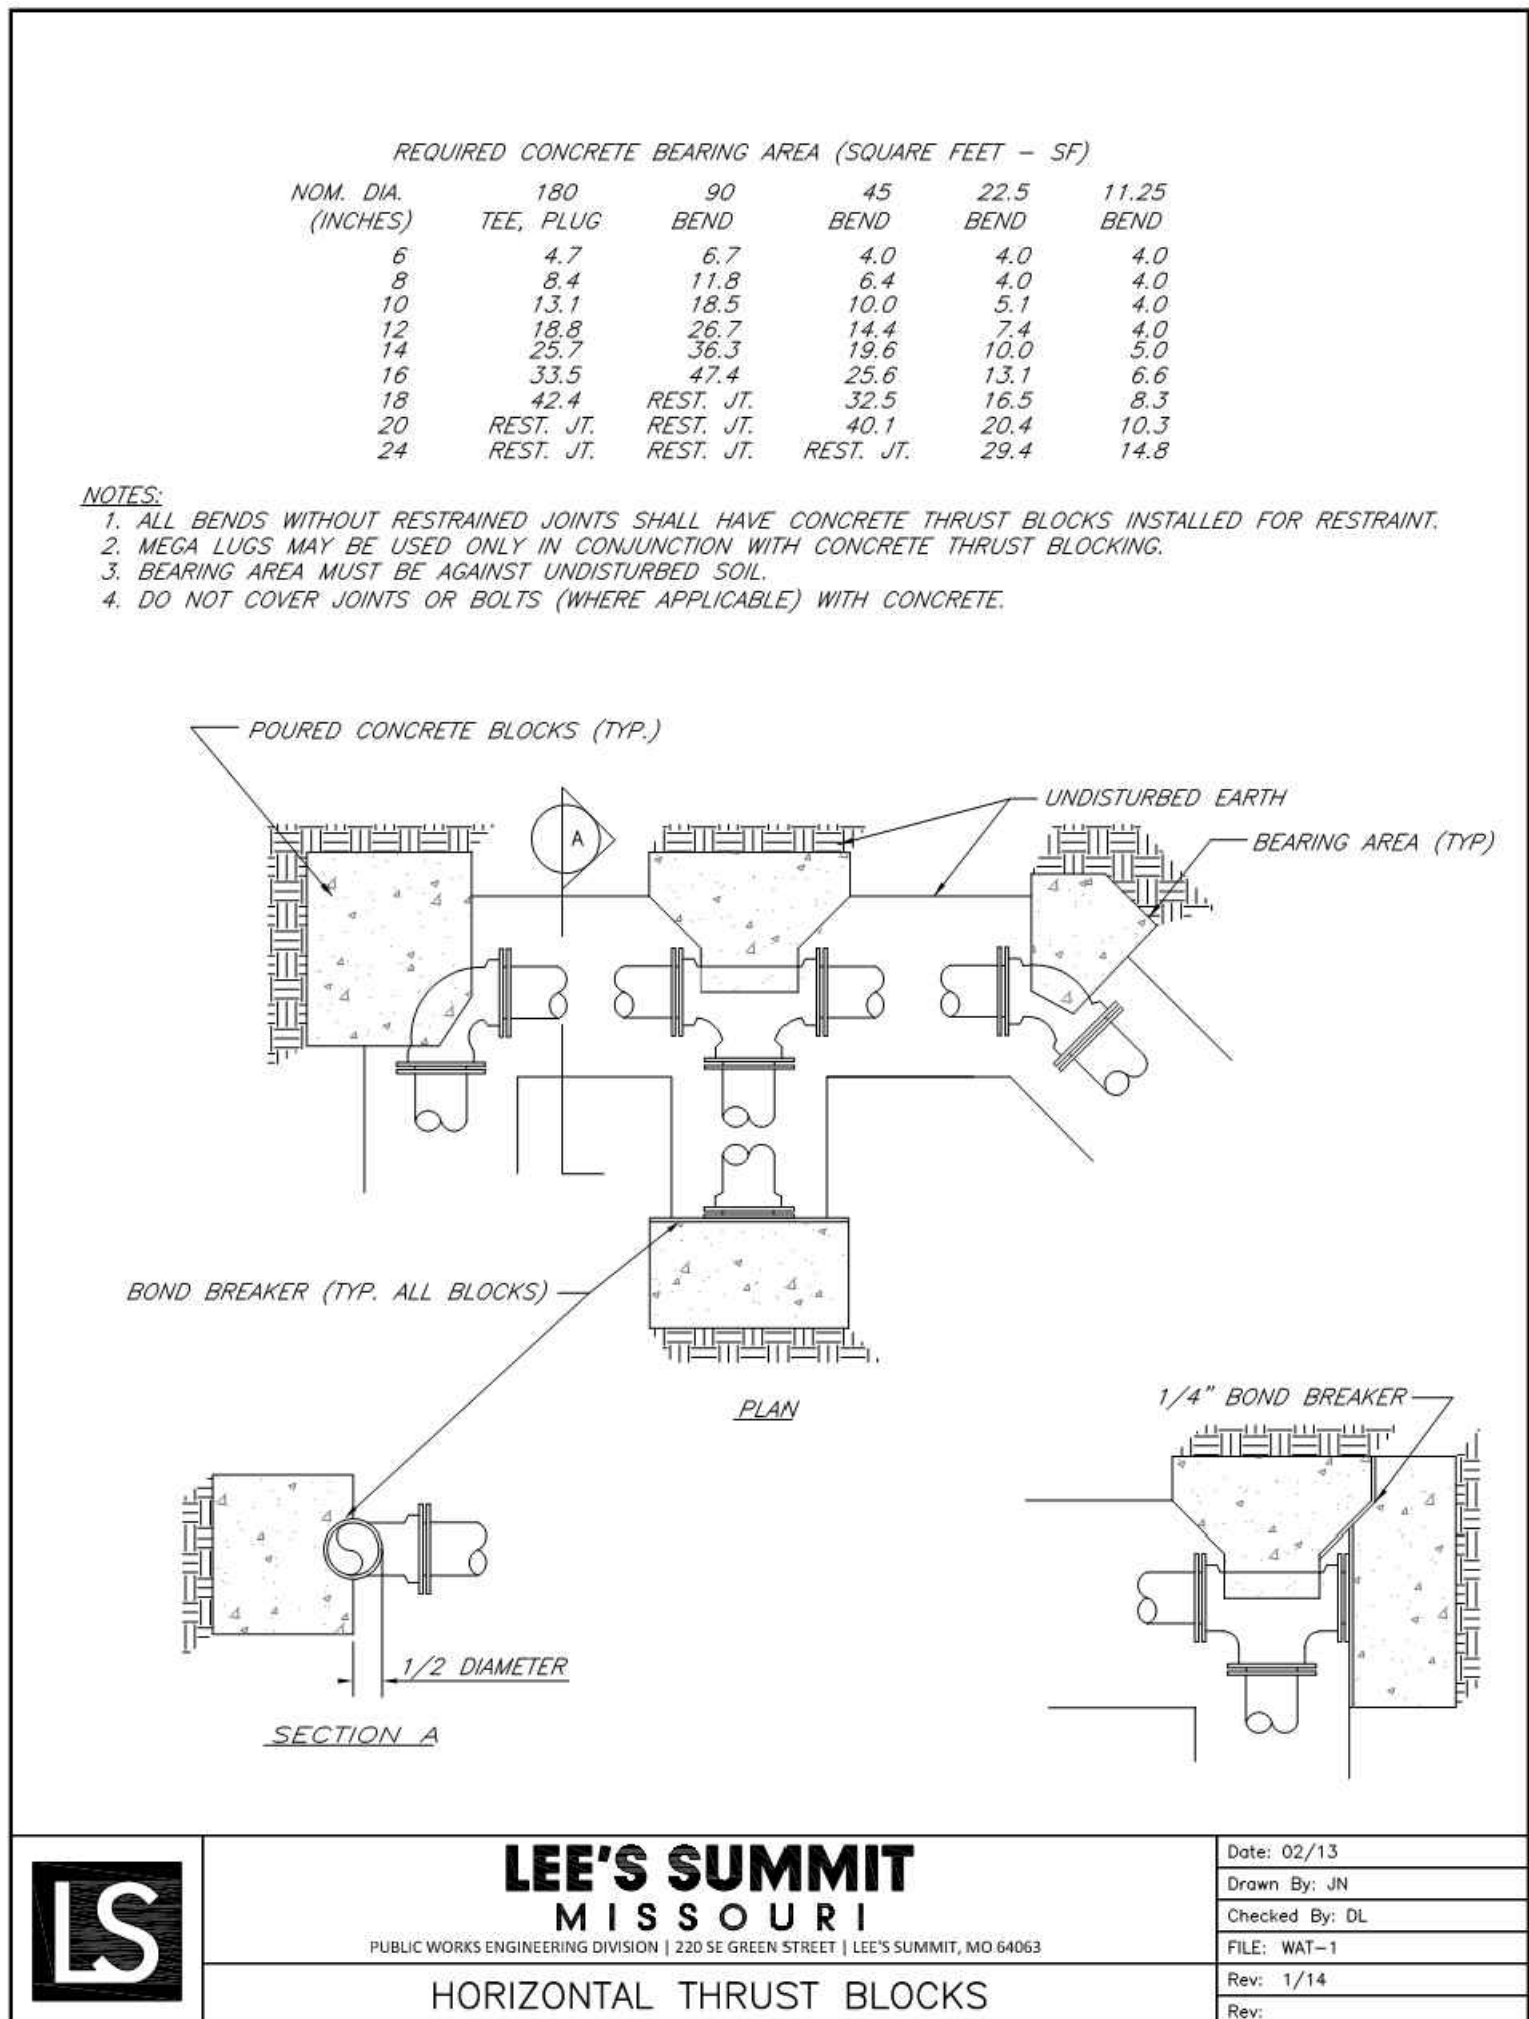 REQUIRED CONCRETE BEARING AREA (SQUARE FEET – SF)
NOM. DIA. 180 90 45 22.5 11.25
(INCHES) TEE, PLUG BEND BEND BEND BEND
6 4.7 6.7 4.0 4.0 4.0
8 8.4 11.8 6.4 4.0 4.0
10 13.1 18.5 10.0 5.1 4.0
12 18.8 26.7 14.4 7.4 4.0
14 25.7 36.3 19.6 10.0 5.0
16 33.5 47.4 25.6 13.1 6.6
18 42.4 REST. JT. 32.5 16.5 8.3
20 REST. JT. REST. JT. 40.1 20.4 10.3
24 REST. JT. REST. JT. REST. JT. 29.4 14.8
NOTES:
1. ALL BENDS WITHOUT RESTRAINED JOINTS SHALL HAVE CONCRETE THRUST BLOCKS INSTALLED FOR RESTRAINT.
2. MEGA LUGS MAY BE USED ONLY IN CONJUNCTION WITH CONCRETE THRUST BLOCKING.
3. BEARING AREA MUST BE AGAINST UNDISTURBED SOIL.
4. DO NOT COVER JOINTS OR BOLTS (WHERE APPLICABLE) WITH CONCRETE.
POURED CONCRETE BLOCKS (TYP.)
UNDISTURBED EARTH
A
BEARING AREA (TYP)
BOND BREAKER (TYP. ALL BLOCKS)
PLAN
1/4" BOND BREAKER
1/2 DIAMETER
SECTION A
LS
LEE'S SUMMIT
MISSOURI
PUBLIC WORKS ENGINEERING DIVISION | 220 SE GREEN STREET | LEE'S SUMMIT, MO 64063
HORIZONTAL THRUST BLOCKS
Date: 02/13
Drawn By: JN
Checked By: DL
FILE: WAT–1
Rev: 1/14
Rev: